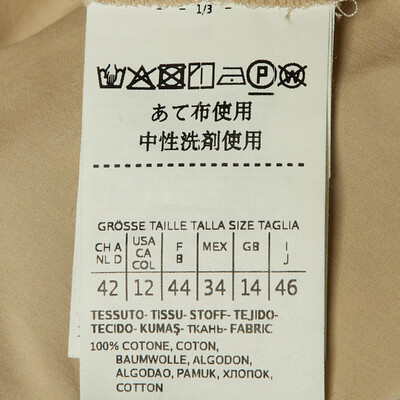 - - 1/3 - -
P W
あて布使用
中性洗剤使用
GRÖSSE TAILLE TALLA SIZE TAGLIA
CH A NL D USA CA COL F B MEX GB I J
42 12 44 34 14 46
TESSUTO- TISSU- STOFF- TEJIDO-
TECIDO- KUMAŞ- ТКАНЬ- FABRIC
100% COTONE, COTON,
BAUMWOLLE, ALGODON,
ALGODAO, PAMUK, ХЛОПОК,
COTTON